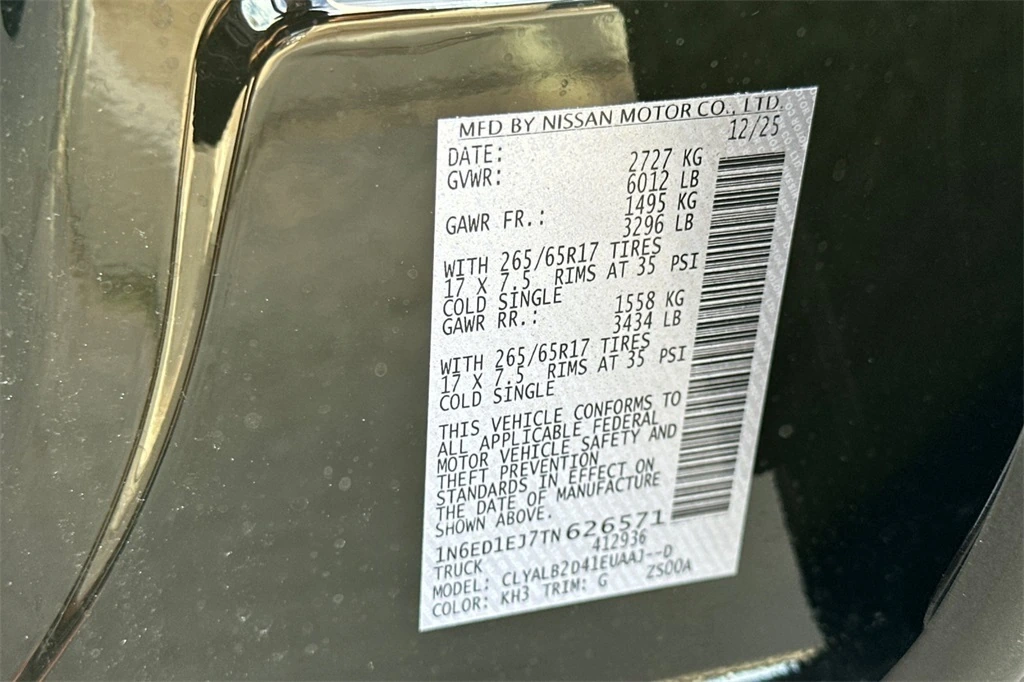 MFD BY NISSAN MOTOR CO., LTD.
DATE: 12/25
GVWR: 2727 KG
6012 LB
GAWR FR.: 1495 KG
3296 LB
WITH 265/65R17 TIRES
17 X 7.5 RIMS AT 35 PSI
COLD SINGLE
GAWR RR.: 1558 KG
3434 LB
WITH 265/65R17 TIRES
17 X 7.5 RIMS AT 35 PSI
COLD SINGLE
THIS VEHICLE CONFORMS TO
ALL APPLICABLE FEDERAL
MOTOR VEHICLE SAFETY AND
THEFT PREVENTION
STANDARDS IN EFFECT ON
THE DATE OF MANUFACTURE
SHOWN ABOVE.
1N6ED1EJ7TN626571
TRUCK 412936
MODEL: CLYALB2D41EUAAJ--D
COLOR: KH3 TRIM: G ZS00A